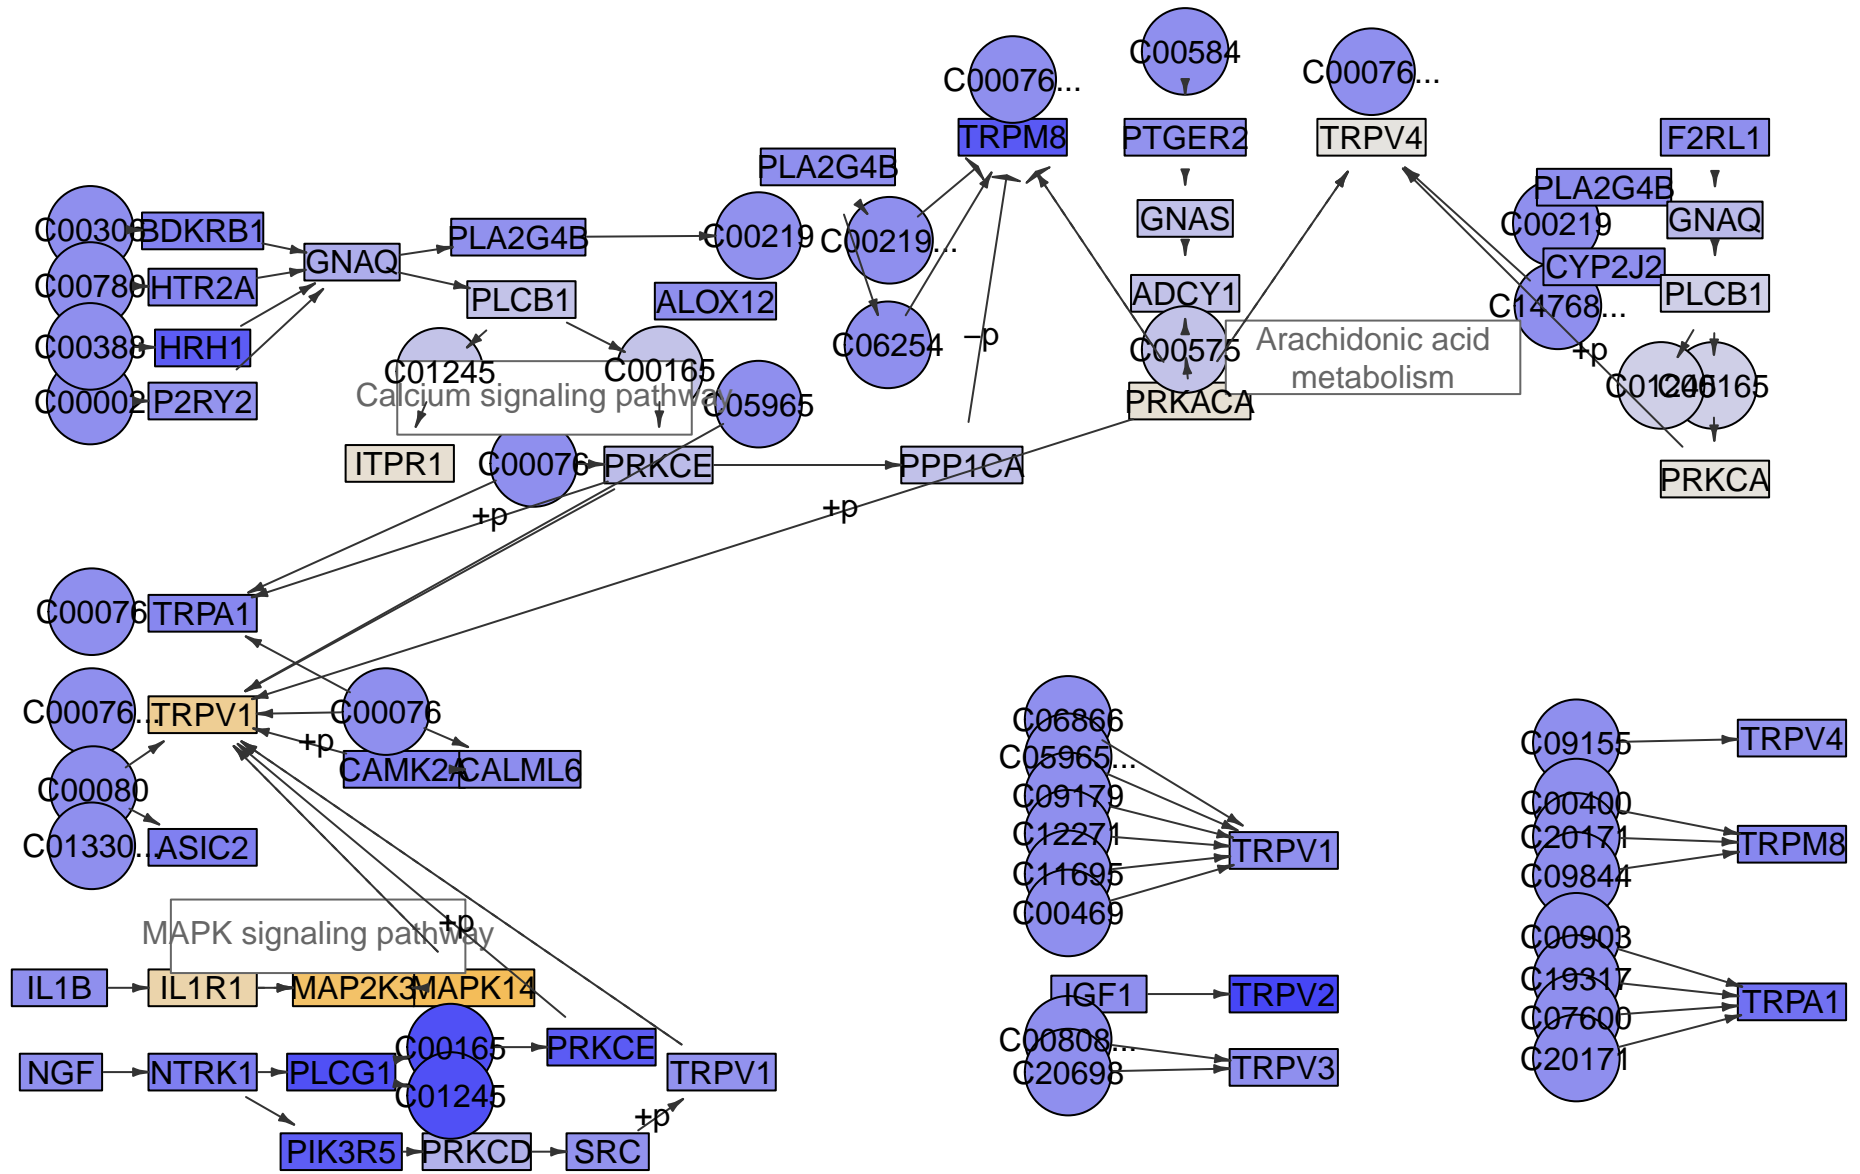 C00584
C00076...
C00076...
TRPM8
PTGER2
TRPV4
F2RL1
PLA2G4B
PLA2G4B
GNAS
GNAQ
C00219
BDKRB1
PLA2G4B
C00219
C00219...
GNAQ
CYP2J2
HTR2A
C00780
PLCB1
ALOX12
ADCY1
PLCB1
C14768...
C00388
HRH1
C06254
–p
C00575
Arachidonic acid
metabolism
+p
C01245
C00165
Calcium signaling pathway
C00002
P2RY2
C05965
PRKACA
ITPR1
C00076
PRKCE
PPP1CA
PRKCA
+p
+p
C00076
TRPA1
C00076...
TRPV1
C00076
+p
CAMK2A
CALML6
C00080
C01330...
ASIC2
C06866
C05965...
C09179
C12271
C11695
C00469
TRPV1
C09155
TRPV4
C00400
C20171
C09844
TRPM8
MAPK signaling pathway
+p
IL1B
IL1R1
MAP2K3
MAPK14
IGF1
TRPV2
C00903
C19317
C07600
C20171
TRPA1
C00165
PRKCE
C00808...
C20698
TRPV3
NGF
NTRK1
PLCG1
C01245
TRPV1
+p
PIK3R5
PRKCD
SRC